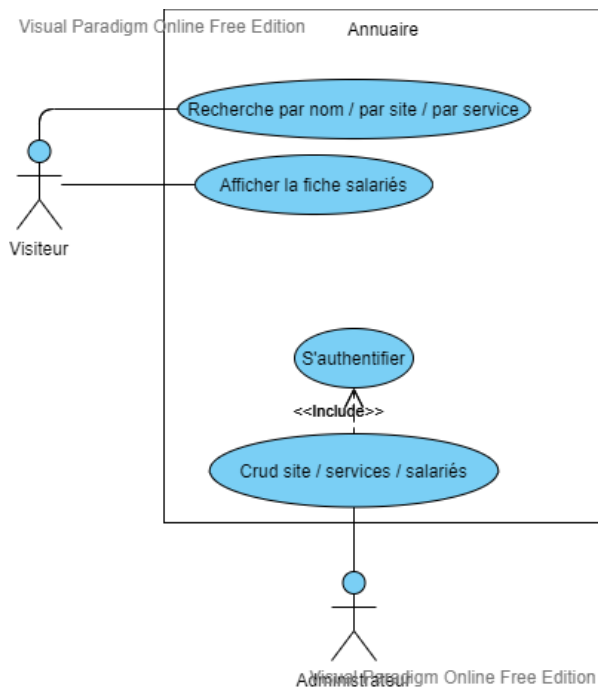 Visual Paradigm Online Free Edition
Annuaire
Recherche par nom / par site / par service
Afficher la fiche salariés
Visiteur
S'authentifier
<<Include>>
Crud site / services / salariés
Administrateur
Visual Paradigm Online Free Edition